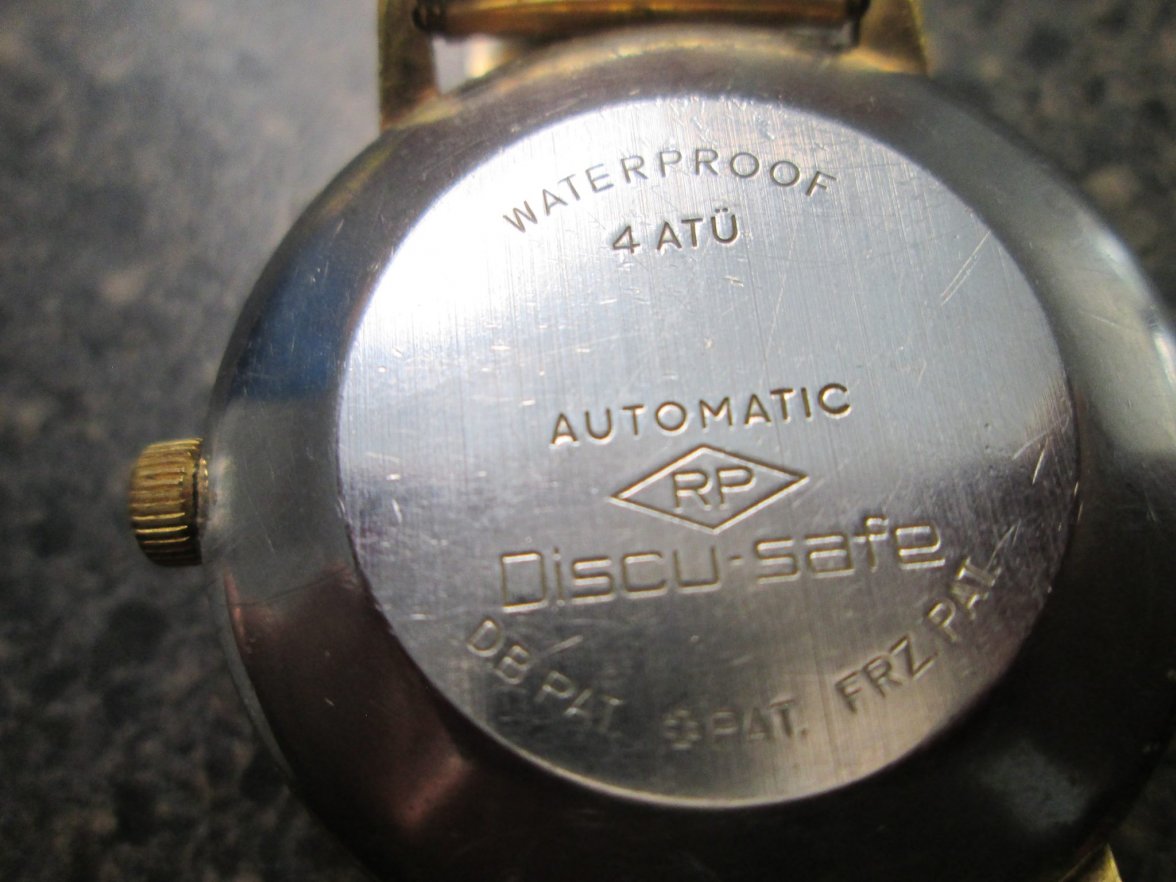 WATERPROOF
4 ATÜ
AUTOMATIC
RP
Discu-safe
DB. PAT. PAT. FRZ. PAT.